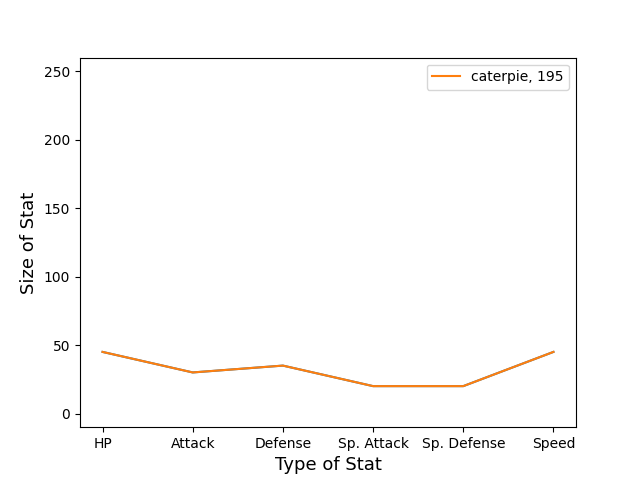 caterpie, 195
Size of Stat
250
200
150
100
50
0
HP Attack Defense Sp. Attack Sp. Defense Speed
Type of Stat